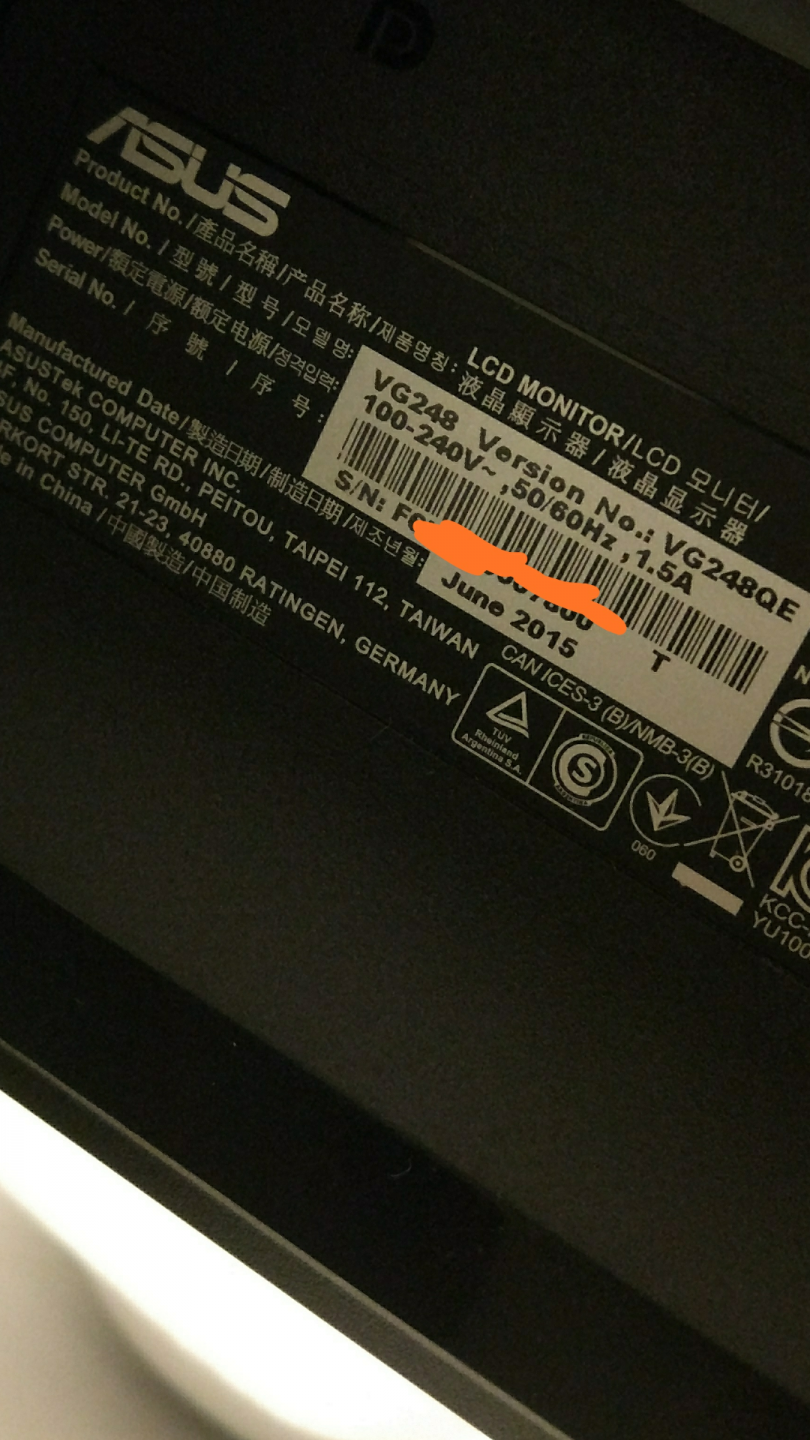 ASUS
Product No./產品名稱/产品名称/제품명칭: LCD MONITOR/LCD 모니터/
液晶顯示器/液晶显示器
Model No. / 型號 / 型号 /모델명: VG248 Version No.: VG248QE
Power/額定電源/额定电源/정격입력: 100-240V~ ,50/60Hz ,1.5A
Serial No. / 序 號 / 序 号 :
S/N: T
Manufactured Date/製造日期/制造日期/제조년월: June 2015
ASUSTek COMPUTER INC.
No. 150, LI-TE RD., PEITOU, TAIPEI 112, TAIWAN
COMPUTER GmbH
STR. 21-23, 40880 RATINGEN, GERMANY
in China / 中國製造/中国制造
CAN ICES-3 (B)/NMB-3(B)
TÜV
Rheinland
Argentina S.A.
S
060